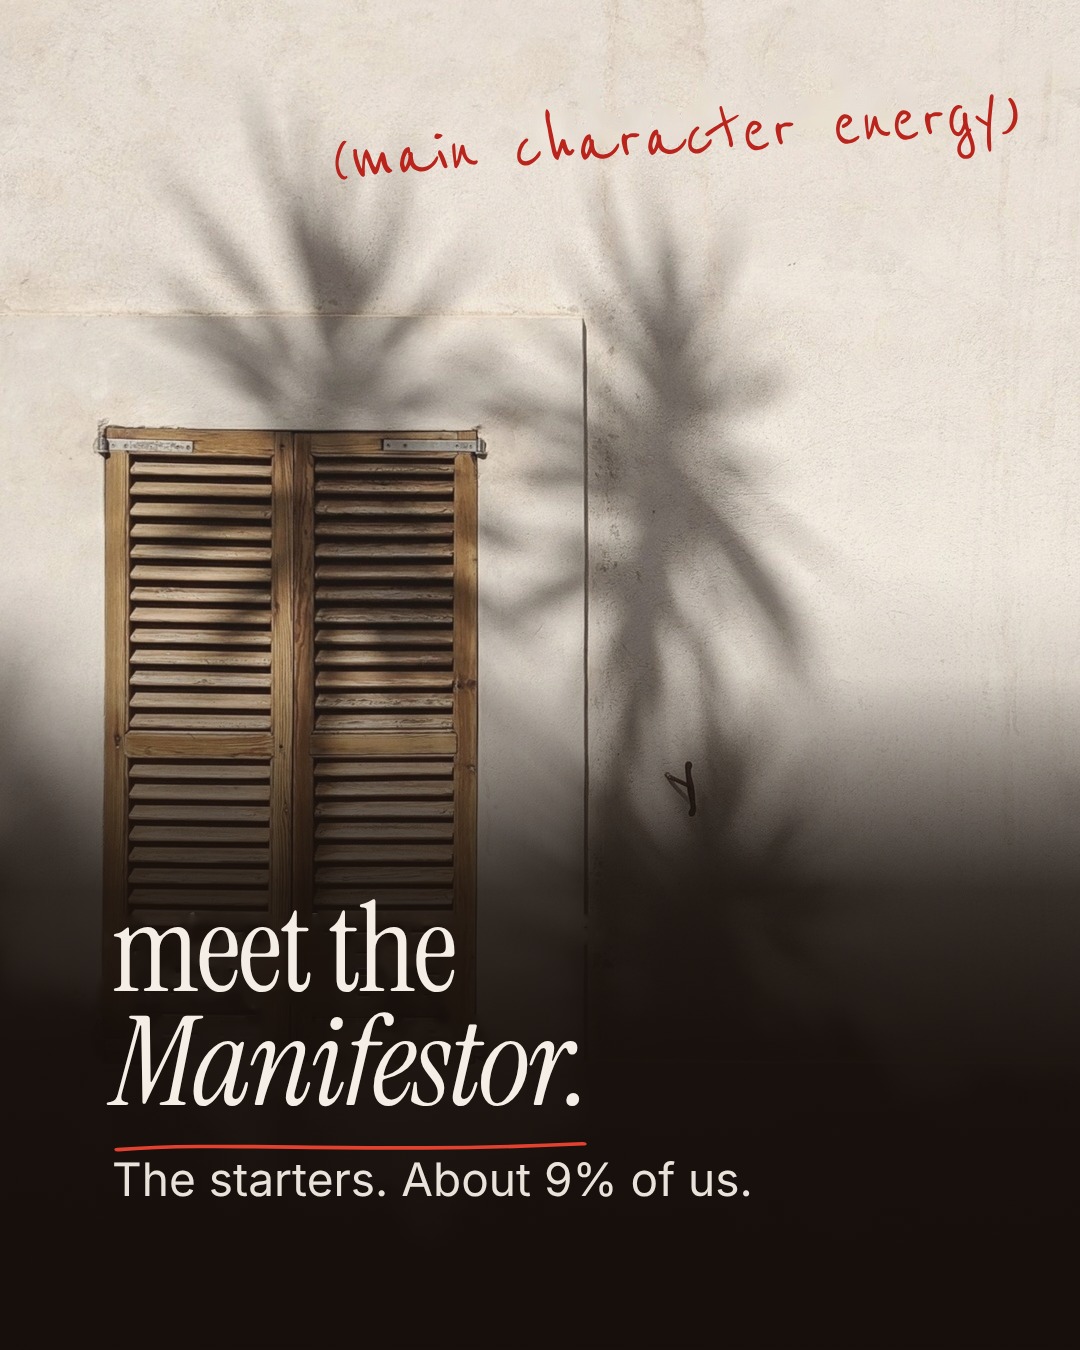 (main character energy)
meet the
Manifestor.
The starters. About 9% of us.